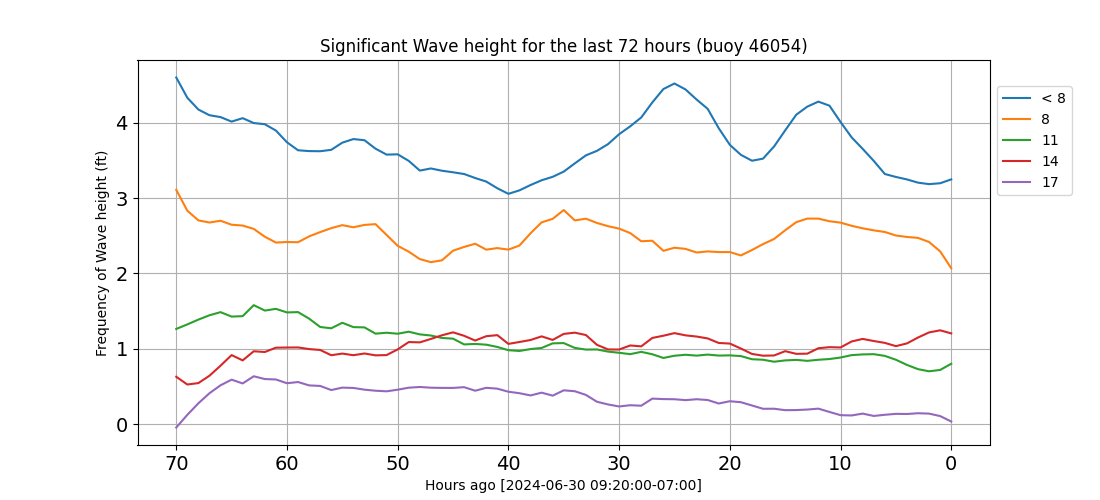 Significant Wave height for the last 72 hours (buoy 46054)
Frequency of Wave height (ft)
4
3
2
1
0
70 60 50 40 30 20 10 0
Hours ago [2024-06-30 09:20:00-07:00]
< 8
8
11
14
17